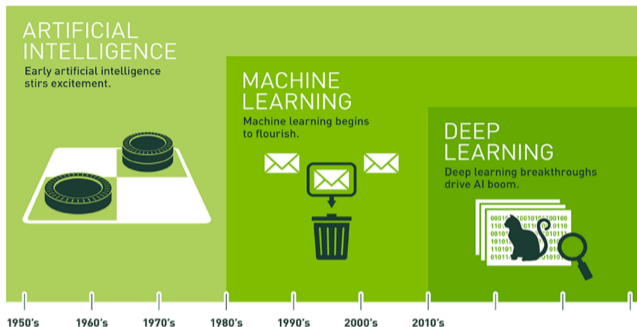 ARTIFICIAL
INTELLIGENCE
Early artificial intelligence
stirs excitement.
MACHINE
LEARNING
Machine learning begins
to flourish.
DEEP
LEARNING
Deep learning breakthroughs
drive AI boom.
1950's 1960's 1970's 1980's 1990's 2000's 2010's